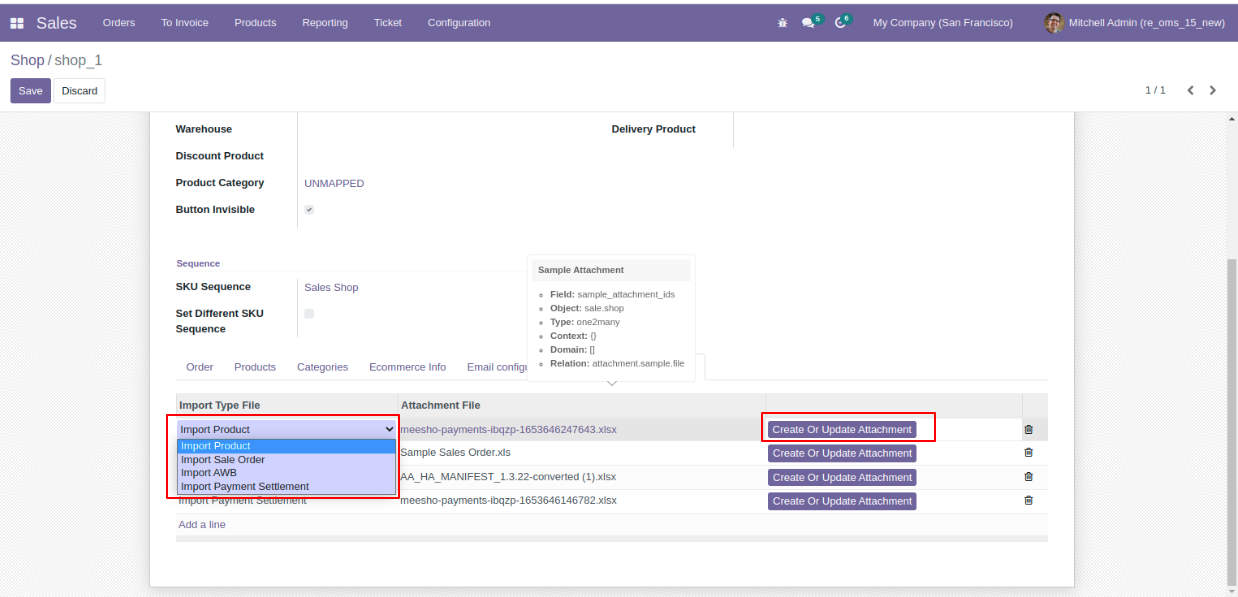 Sales Orders To Invoice Products Reporting Ticket Configuration 5 6 My Company (San Francisco) Mitchell Admin (re_oms_15_new)
Shop / shop_1
Save Discard 1 / 1
Warehouse Delivery Product
Discount Product
Product Category UNMAPPED
Button Invisible
Sequence
SKU Sequence Sales Shop
Set Different SKU
Sequence
Sample Attachment
Field: sample_attachment_ids
Object: sale.shop
Type: one2many
Context: {}
Domain: []
Relation: attachment.sample.file
Order Products Categories Ecommerce Info Email configu
Import Type File Attachment File
Import Product meesho-payments-ibqzp-1653646247643.xlsx Create Or Update Attachment
Import Product
Import Sale Order
Import AWB
Import Payment Settlement
Sample Sales Order.xls Create Or Update Attachment
AA_HA_MANIFEST_1.3.22-converted (1).xlsx Create Or Update Attachment
Import Payment Settlement meesho-payments-ibqzp-1653646146782.xlsx Create Or Update Attachment
Add a line